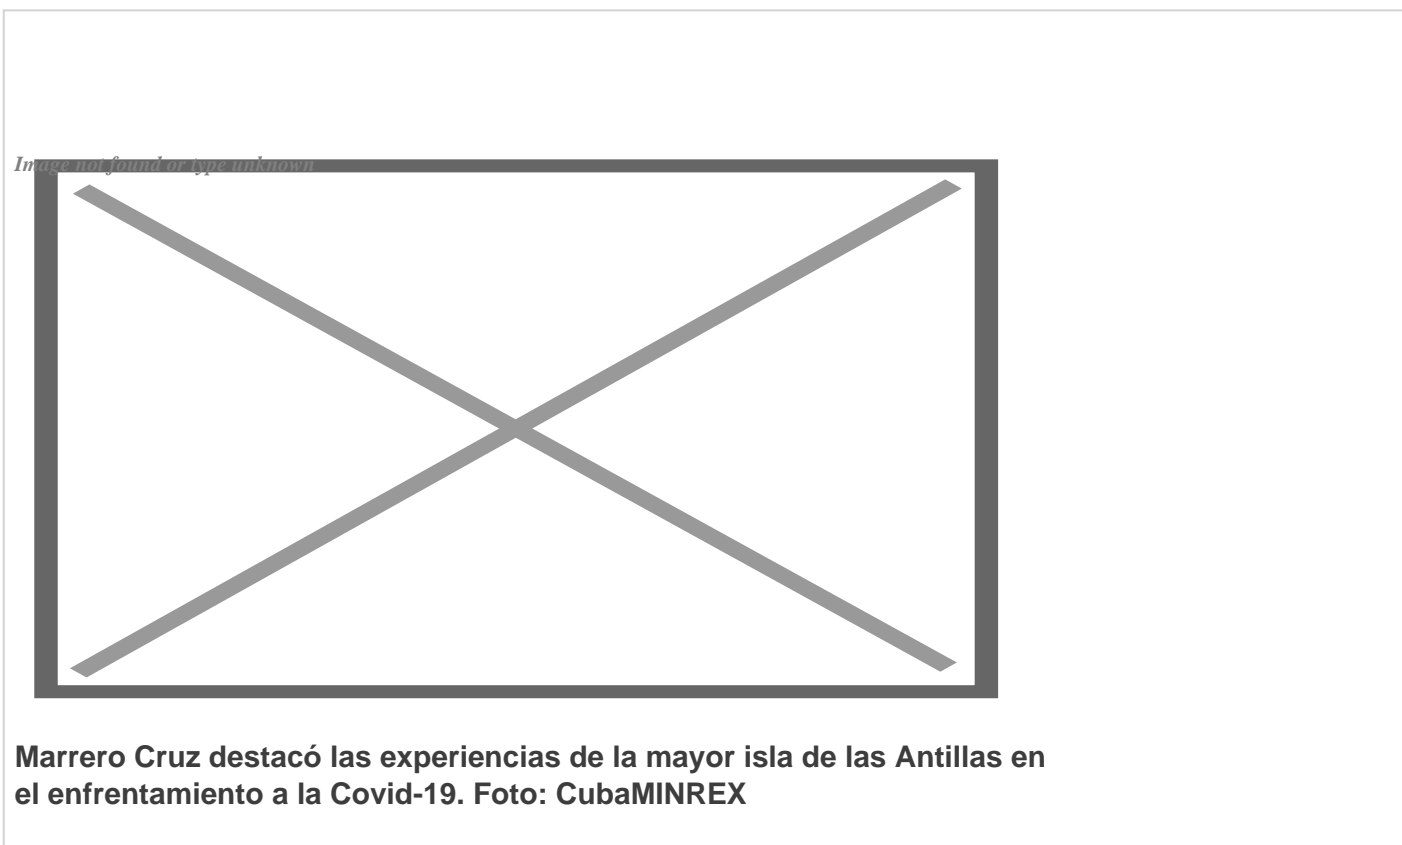 Image not found or type unknown
Marrero Cruz destacó las experiencias de la mayor isla de las Antillas en
el enfrentamiento a la Covid-19. Foto: CubaMINREX